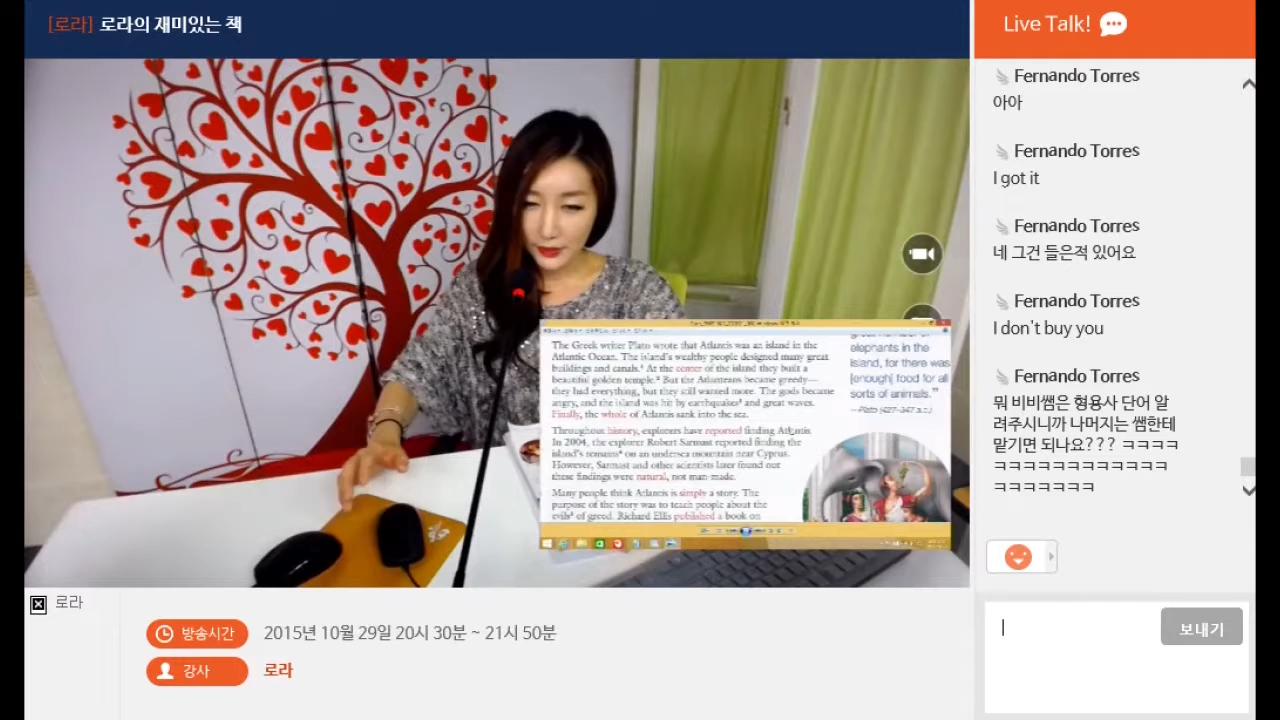 [로라] 로라의 재미있는 책
Live Talk!
Fernando Torres
아아
Fernando Torres
I got it
Fernando Torres
네 그건 들은적 있어요
Fernando Torres
I don't buy you
Fernando Torres
뭐 비비쌤은 형용사 단어 알
려주시니까 나머지는 쌤한테
맡기면 되나요??? ㅋㅋㅋㅋ
ㅋㅋㅋㅋㅋㅋㅋㅋㅋㅋㅋㅋ
ㅋㅋㅋㅋㅋㅋㅋ
The Greek writer Plato wrote that Atlantis was an island in the
Atlantic Ocean. The island's wealthy people designed many great
buildings and canals. At the center of the island they built a
beautiful golden temple. But the Atlanteans became greedy—
they had everything, but they still wanted more. The gods became
angry, and the island was hit by earthquakes and great waves.
Finally, the whole of Atlantis sank into the sea.
Throughout history, explorers have reported finding Atlantis.
In 2004, the explorer Robert Sarmast reported finding the
island's remains on an undersea mountain near Cyprus.
However, Sarmast and other scientists later found out
these findings were natural, not man-made.
Many people think Atlantis is simply a story. The
purpose of the story was to teach people about the
evils of greed. Richard Ellis published a book on
elephants in the
island, for there was
[enough] food for all
sorts of animals."
—Plato (427–347 B.C.)
로라
방송시간 2015년 10월 29일 20시 30분 ~ 21시 50분
강사 로라
보내기